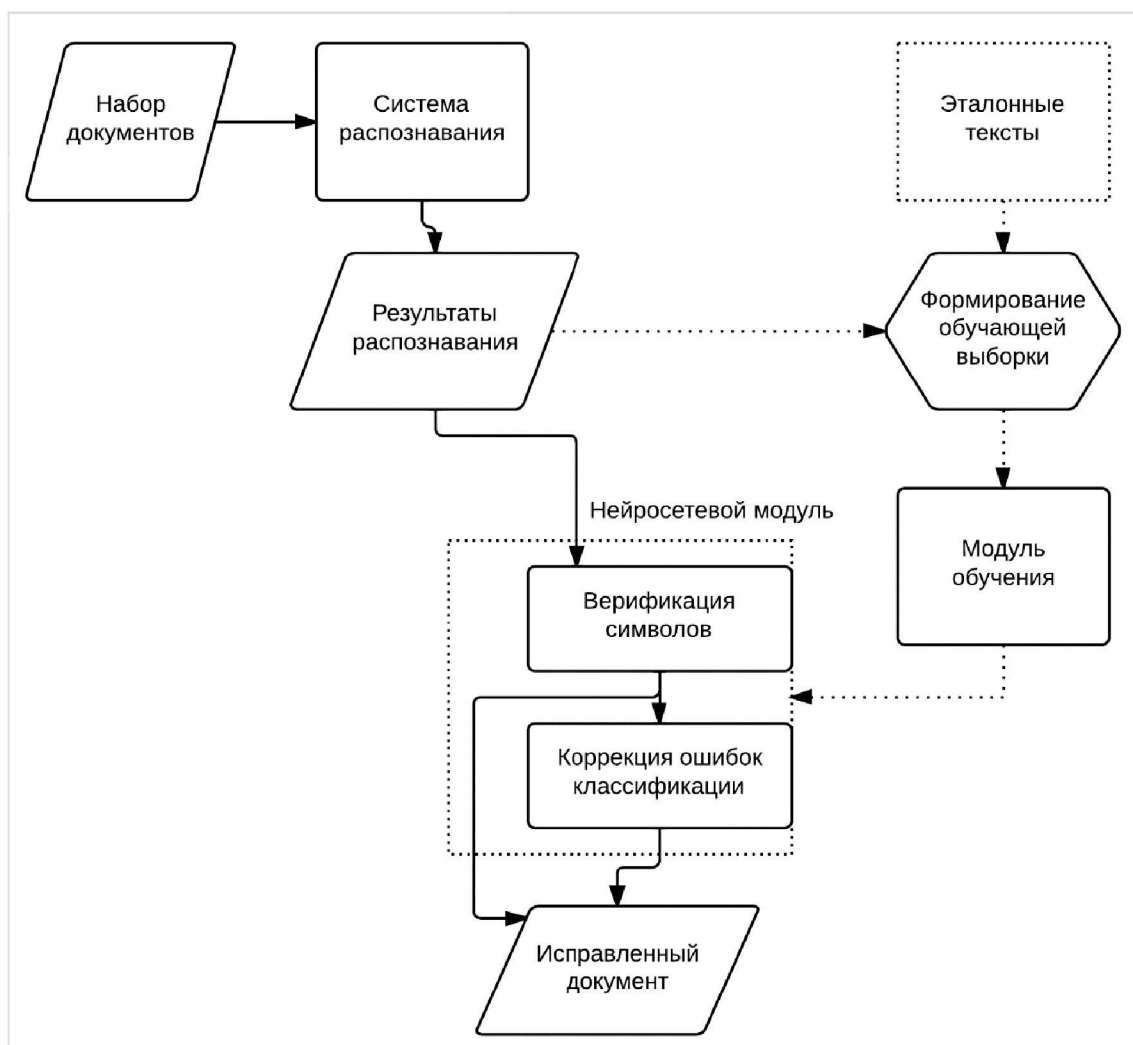 Набор
документов
Система
распознавания
Эталонные
тексты
Результаты
распознавания
Формирование
обучающей
выборки
Нейросетевой модуль
Модуль
обучения
Верификация
символов
Коррекция ошибок
классификации
Исправленный
документ